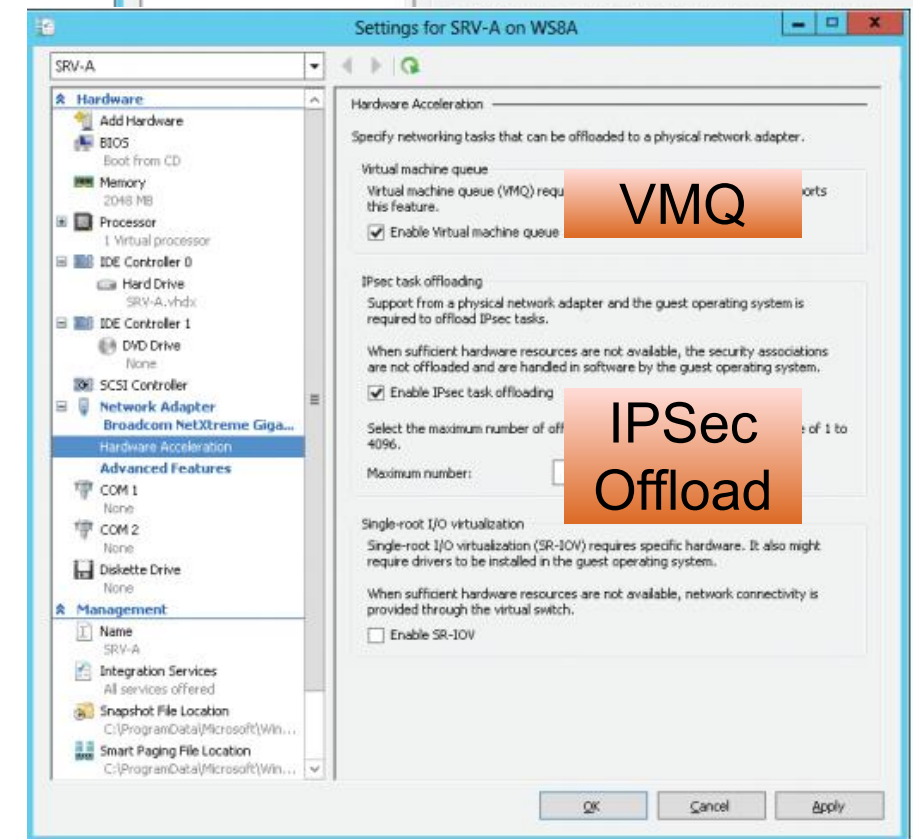 Settings for SRV-A on WS8A
SRV-A
Hardware
Add Hardware
BIOS
Boot from CD
Memory
2048 MB
Processor
1 Virtual processor
IDE Controller 0
Hard Drive
SRV-A.vhdx
IDE Controller 1
DVD Drive
None
SCSI Controller
Network Adapter
Broadcom NetXtreme Giga...
Hardware Acceleration
Advanced Features
COM 1
None
COM 2
None
Diskette Drive
None
Management
Name
SRV-A
Integration Services
All services offered
Snapshot File Location
C:\ProgramData\Microsoft\Win...
Smart Paging File Location
C:\ProgramData\Microsoft\Win...
Hardware Acceleration
Specify networking tasks that can be offloaded to a physical network adapter.
Virtual machine queue
Virtual machine queue (VMQ)
this feature.
Enable Virtual machine queue
VMQ
IPsec task offloading
Support from a physical network adapter and the guest operating system is
required to offload IPsec tasks.
When sufficient hardware resources are not available, the security associations
are not offloaded and are handled in software by the guest operating system.
Enable IPsec task offloading
Select the maximum number of of 1 to
4096.
Maximum number:
IPSec
Offload
Single-root I/O virtualization
Single-root I/O virtualization (SR-IOV) requires specific hardware. It also might
require drivers to be installed in the guest operating system.
When sufficient hardware resources are not available, network connectivity is
provided through the virtual switch.
Enable SR-IOV
OK
Cancel
Apply